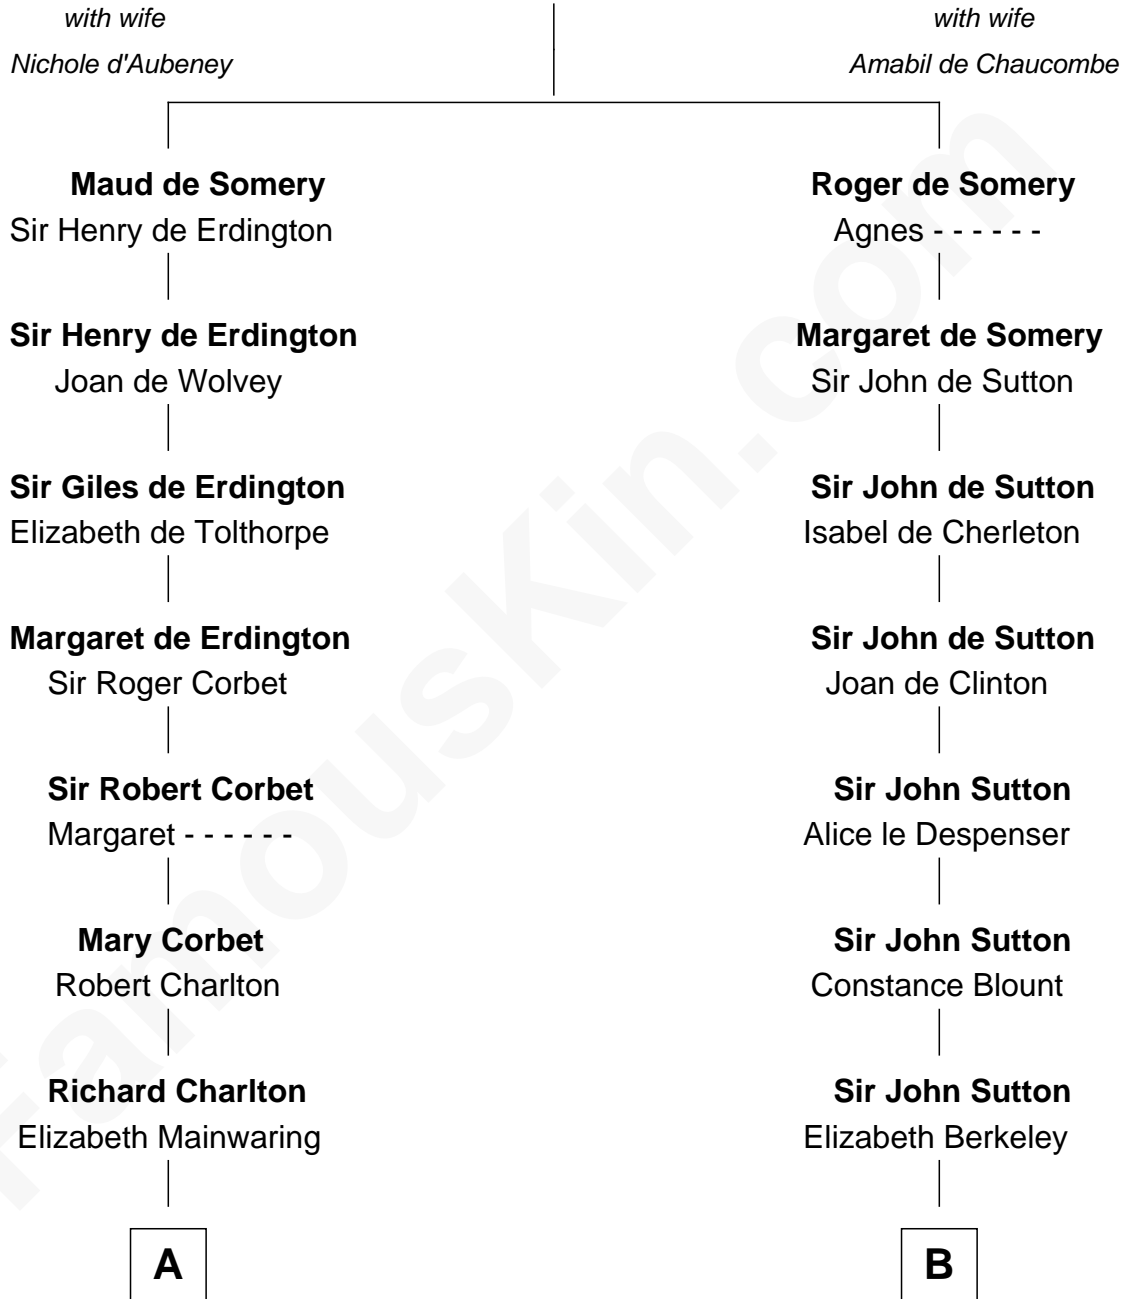 with wife
Nichole d'Aubeney
with wife
Amabil de Chaucombe
Maud de Somery
Sir Henry de Erdington
Roger de Somery
Agnes - - - - - -
Sir Henry de Erdington
Joan de Wolvey
Margaret de Somery
Sir John de Sutton
Sir Giles de Erdington
Elizabeth de Tolthorpe
Sir John de Sutton
Isabel de Cherleton
Margaret de Erdington
Sir Roger Corbet
Sir John de Sutton
Joan de Clinton
Sir Robert Corbet
Margaret - - - - - -
Sir John Sutton
Alice le Despenser
Mary Corbet
Robert Charlton
Sir John Sutton
Constance Blount
Richard Charlton
Elizabeth Mainwaring
Sir John Sutton
Elizabeth Berkeley
A
B
FamousKin.com